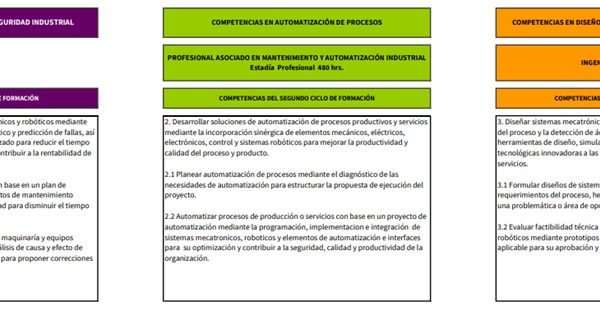 GURIDAD INDUSTRIAL
E FORMACIÓN
nicos y robóticos mediante
tico y predicción de fallas, así
zado para reducir el tiempo
ontribuir a la rentabilidad de
n base en un plan de
ntos de mantenimiento
dad para disminuir el tiempo
maquinaría y equipos
álisis de causa y efecto de
para proponer correcciones
COMPETENCIAS EN AUTOMATIZACIÓN DE PROCESOS
PROFESIONAL ASOCIADO EN MANTENIMIENTO Y AUTOMATIZACIÓN INDUSTRIAL
Estadía Profesional 480 hrs.
COMPETENCIAS DEL SEGUNDO CICLO DE FORMACIÓN
2. Desarrollar soluciones de automatización de procesos productivos y servicios
mediante la incorporación sinérgica de elementos mecánicos, eléctricos,
electrónicos, control y sistemas robóticos para mejorar la productividad y
calidad del proceso y producto.
2.1 Planear automatización de procesos mediante el diagnóstico de las
necesidades de automatización para estructurar la propuesta de ejecución del
proyecto.
2.2 Automatizar procesos de producción o servicios con base en un proyecto de
automatización mediante la programación, implementacion e integración de
sistemas mecatronicos, roboticos y elementos de automatización e interfaces
para su optimización y contribuir a la seguridad, calidad y productividad de la
organización.
COMPETENCIAS EN DISEÑO
INGEN
COMPETENCIAS
3. Diseñar sistemas mecatrónic
del proceso y la detección de ár
herramientas de diseño, simula
tecnológicas innovadoras a las
servicios.
3.1 Formular diseños de sistem
requerimientos del proceso, he
una problemática o área de opo
3.2 Evaluar factibilidad técnica
robóticos mediante prototipos
aplicable para su aprobación y